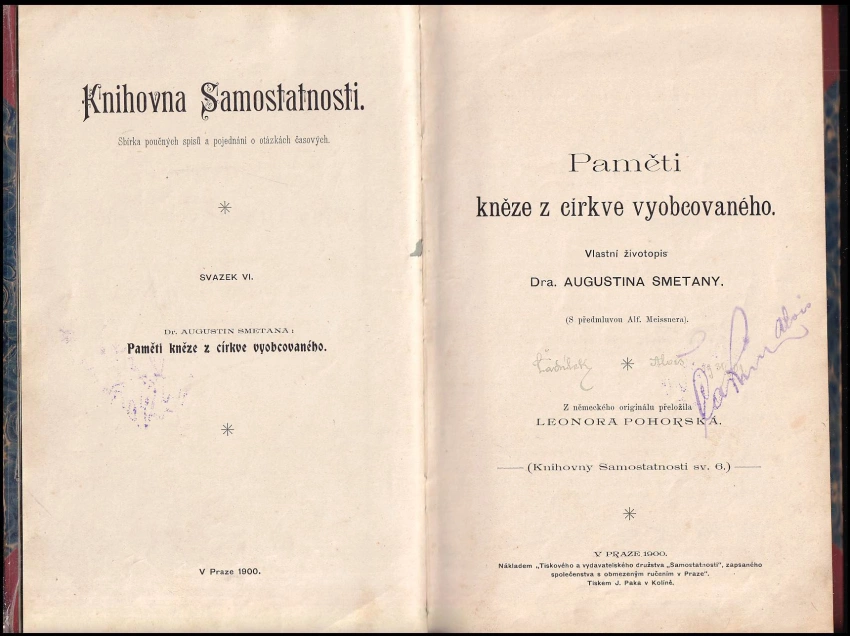 Knihovna Samostatnosti.
Sbírka poučných spisů a pojednání o otázkách časových.
SVAZEK VI.
Dr. AUGUSTIN SMETANA:
Paměti kněze z církve vyobcovaného.
V Praze 1900.
Paměti
kněze z církve vyobcovaného.
Vlastní životopis
Dra. AUGUSTINA SMETANY.
(S předmluvou Alf. Meissnera).
Alois
Alois
Z německého originálu přeložila
LEONORA POHORSKÁ.
(Knihovny Samostatnosti sv. 6.)
V PRAZE 1900.
Nákladem „Tiskového a vydavatelského družstva „Samostatnosti", zapsaného
společenstva s obmezeným ručením v Praze".
Tiskem J. Paka v Kolíně.